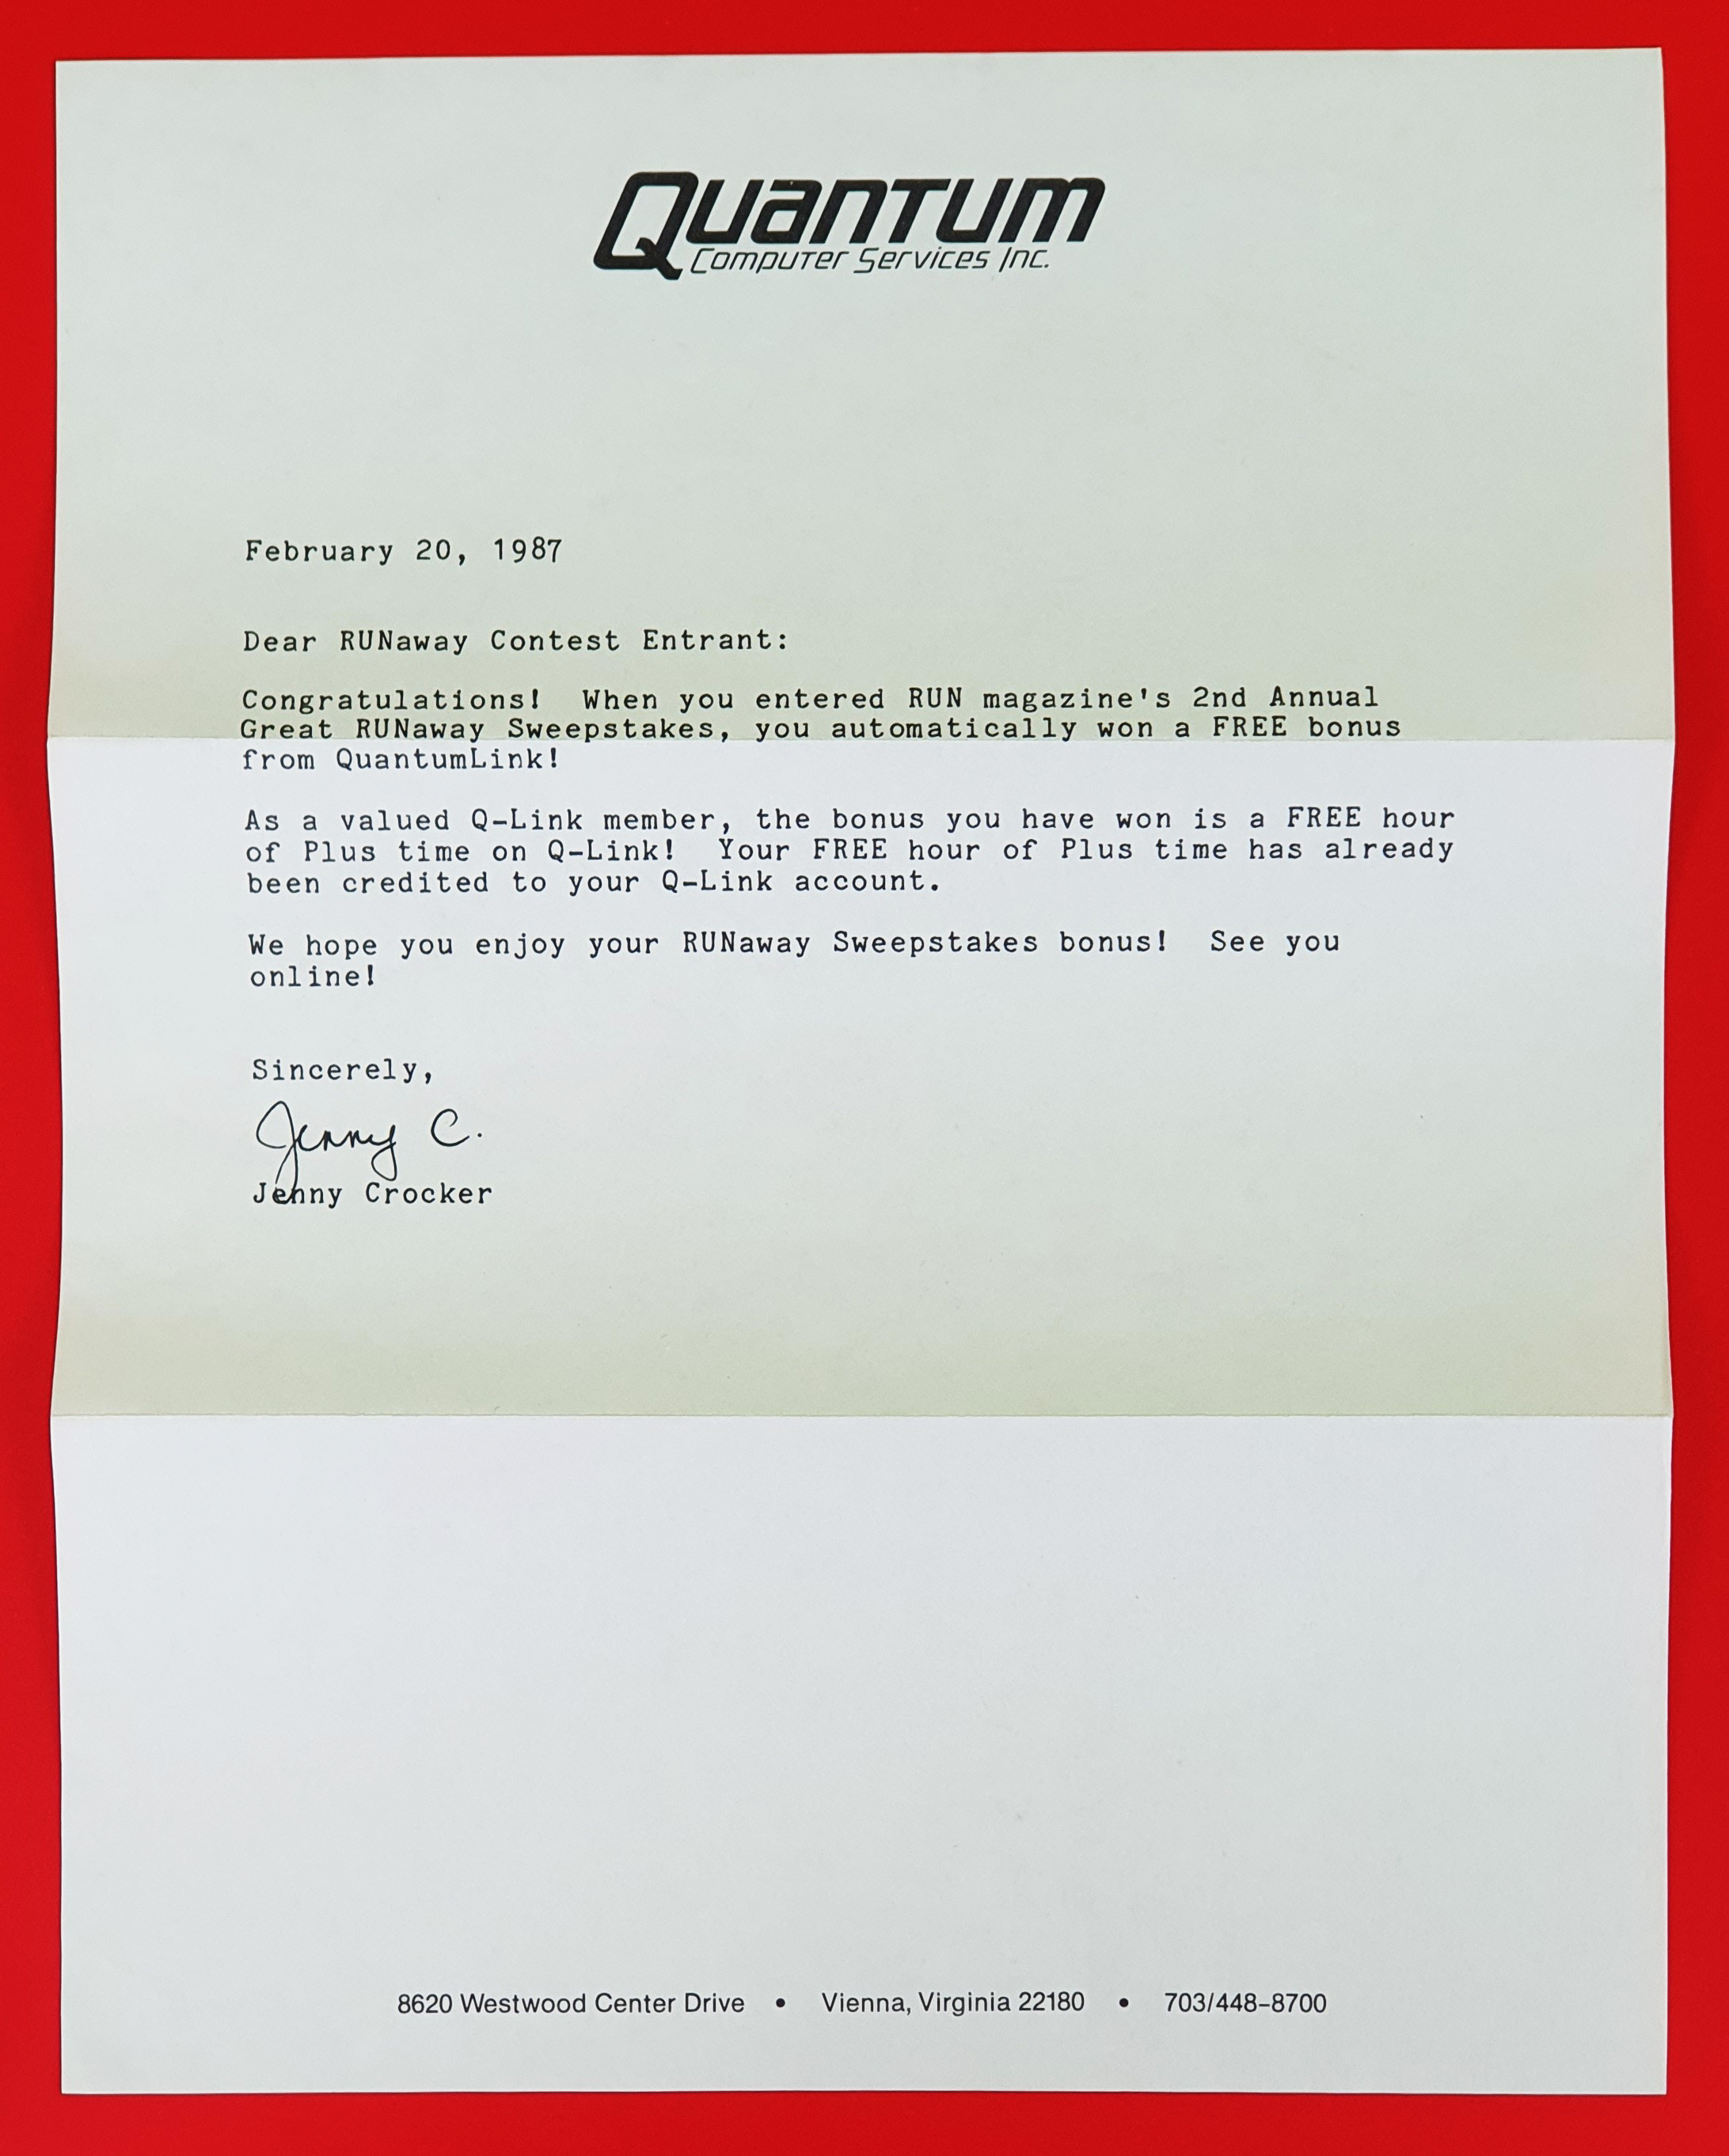 Quantum
Computer Services Inc.
February 20, 1987
Dear RUNaway Contest Entrant:
Congratulations!  When you entered RUN magazine's 2nd Annual
Great RUNaway Sweepstakes, you automatically won a FREE bonus
from QuantumLink!
As a valued Q-Link member, the bonus you have won is a FREE hour
of Plus time on Q-Link!  Your FREE hour of Plus time has already
been credited to your Q-Link account.
We hope you enjoy your RUNaway Sweepstakes bonus!  See you
online!
Sincerely,
Jenny C.
Jenny Crocker
8620 Westwood Center Drive • Vienna, Virginia 22180 • 703/448-8700